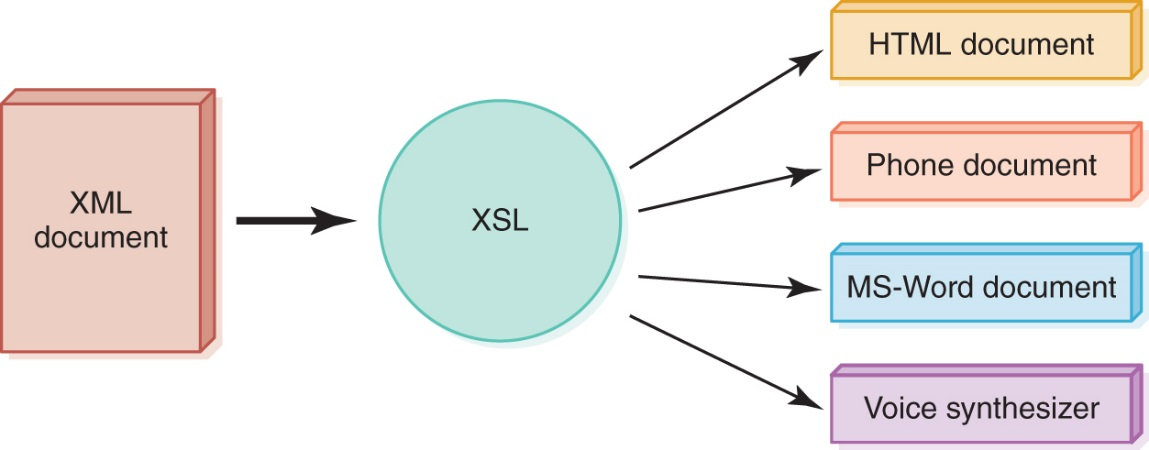 XML
document
XSL
HTML document
Phone document
MS-Word document
Voice synthesizer